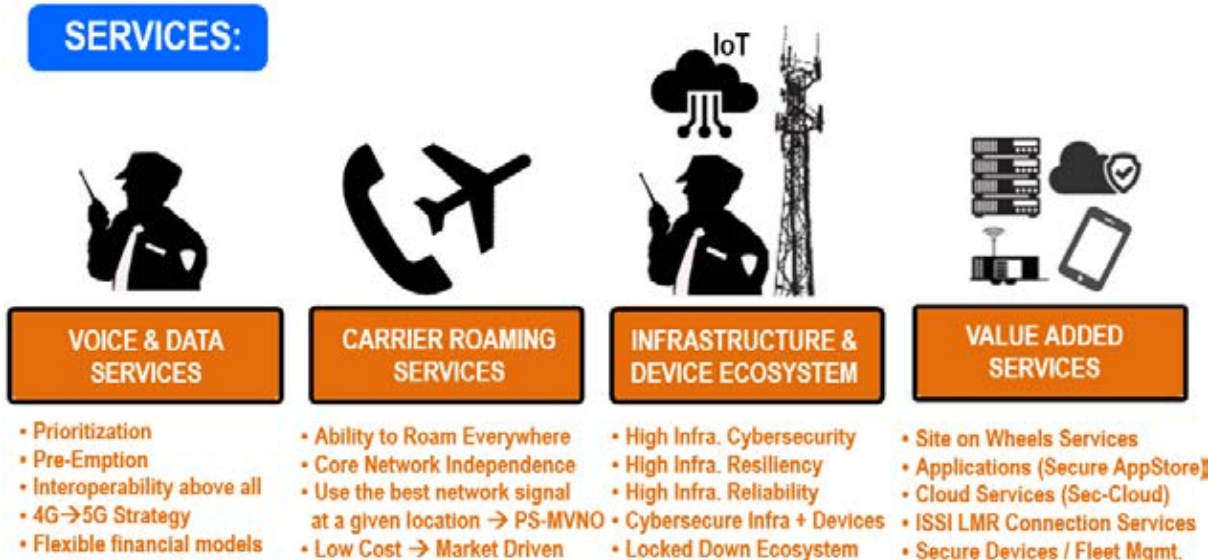 SERVICES:
IoT
VOICE & DATA
SERVICES
• Prioritization
• Pre-Emption
• Interoperability above all
• 4G→5G Strategy
• Flexible financial models
CARRIER ROAMING
SERVICES
• Ability to Roam Everywhere
• Core Network Independence
• Use the best network signal
at a given location → PS-MVNO
• Low Cost → Market Driven
INFRASTRUCTURE &
DEVICE ECOSYSTEM
• High Infra. Cybersecurity
• High Infra. Resiliency
• High Infra. Reliability
• Cybersecure Infra + Devices
• Locked Down Ecosystem
VALUE ADDED
SERVICES
• Site on Wheels Services
• Applications (Secure AppStore)
• Cloud Services (Sec-Cloud)
• ISSI LMR Connection Services
• Secure Devices / Fleet Mgmt.